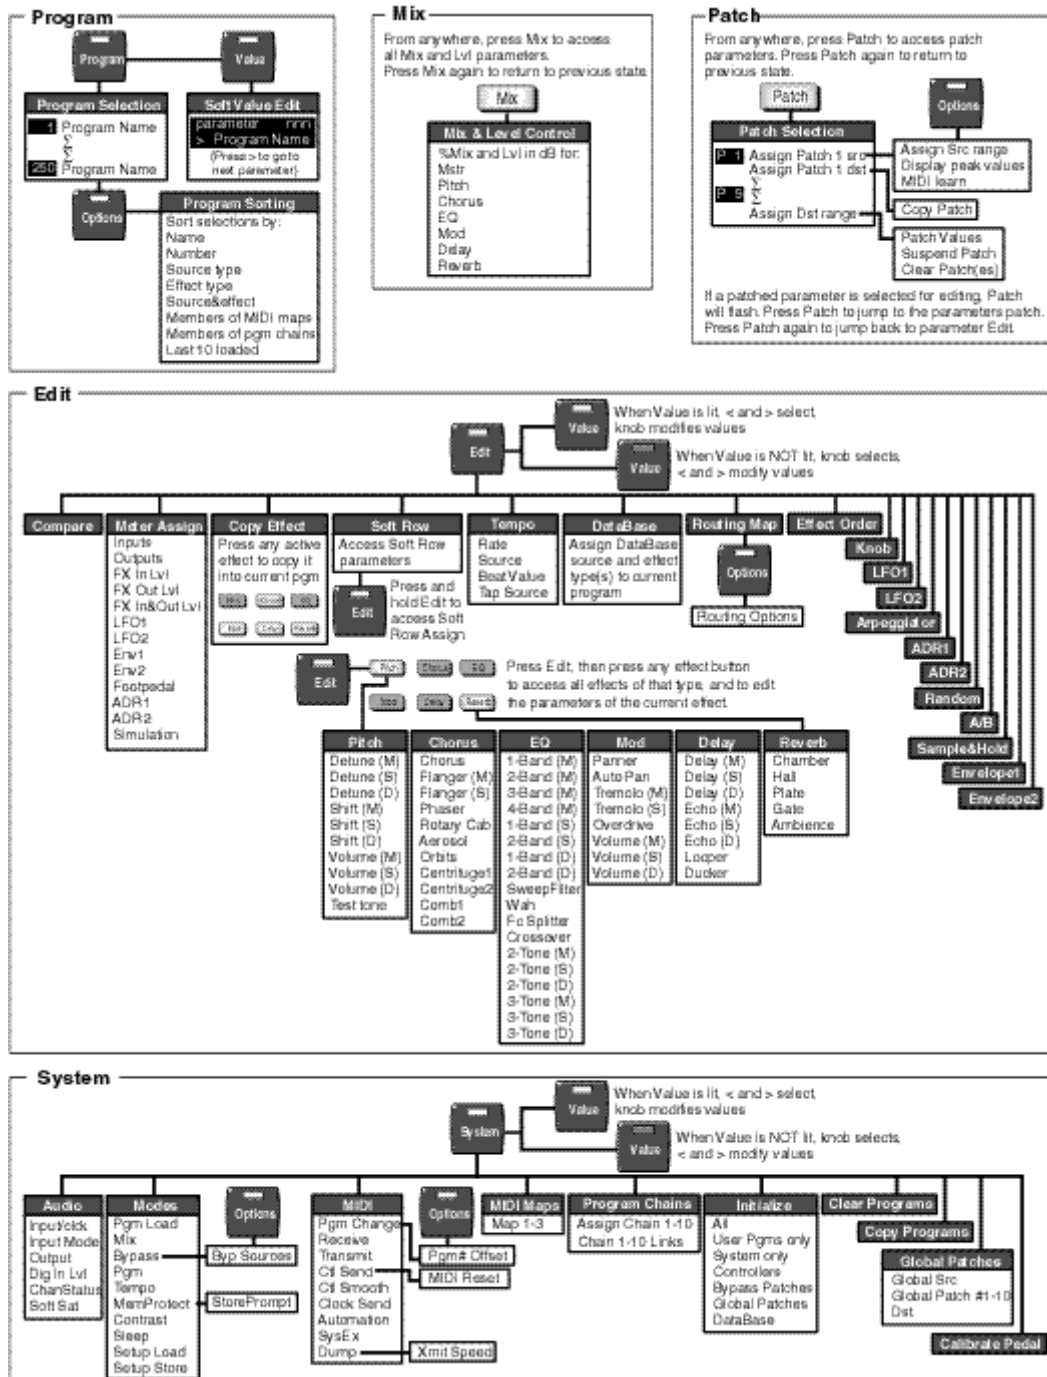 Program
Program
Value
Program Selection
1 Program Name
Σ
Σ
250 Program Name
Soft Value Edit
parameter nnn
> Program Name
(Press > to go to
next parameter)
Options
Program Sorting
Sort selections by:
Name
Number
Source type
Effect type
Source&effect
Members of MIDI maps
Members of pgm chains
Last 10 loaded
Mix
From anywhere, press Mix to access
all Mix and Lvl parameters.
Press Mix again to return to previous state
Mix
Mix & Level Control
%Mix and Lvl in dB for:
Mstr
Pitch
Chorus
EQ
Mod
Delay
Reverb
Patch
From anywhere, press Patch to access patch
parameters. Press Patch again to return to
previous state.
Patch
Options
Patch Selection
P 1 Assign Patch 1 src
Assign Patch 1 dst
Σ
P 5 Σ
Assign Dst range
Assign Src range
Display peak values
MIDI learn
Copy Patch
Patch Values
Suspend Patch
Clear Patch(es)
If a patched parameter is selected for editing, Patch
will flash. Press Patch to jump to the parameters patch.
Press Patch again to jump back to parameter Edit.
Edit
Edit
Value
When Value is lit, < and > select,
knob modifies values
Value
When Value is NOT lit, knob selects,
< and > modify values
Compare
Meter Assign
Inputs
Outputs
FX In Lvl
FX Out Lvl
FX In&Out Lvl
LFO1
LFO2
Env1
Env2
Footpedal
ADR1
ADR2
Simulation
Copy Effect
Press any active
effect to copy it
into current pgm
Soft Row
Access Soft Row
parameters
Edit
Press and
hold Edit to
access Soft
Row Assign
Tempo
Rate
Source
Beat Value
Tap Source
DataBase
Assign DataBase
source and effect
type(s) to current
program
Routing Map
Options
Routing Options
Effect Order
Knob
LFO1
LFO2
Arpeggiator
ADR1
ADR2
Random
A/B
Sample&Hold
Envelope1
Envelope2
Edit
Pitch Chorus EQ
Mod Delay Reverb
Press Edit, then press any effect button
to access all effects of that type, and to edit
the parameters of the current effect.
Pitch
Detune (M)
Detune (S)
Detune (D)
Shift (M)
Shift (S)
Shift (D)
Volume (M)
Volume (S)
Volume (D)
Test tone
Chorus
Chorus
Flanger (M)
Flanger (S)
Phaser
Rotary Cab
Aerosol
Orbits
Centrifuge1
Centrifuge2
Comb1
Comb2
EQ
1-Band (M)
2-Band (M)
3-Band (M)
4-Band (M)
1-Band (S)
2-Band (S)
1-Band (D)
2-Band (D)
SweepFilter
Wah
Fc Splitter
Crossover
2-Tone (M)
2-Tone (S)
2-Tone (D)
3-Tone (M)
3-Tone (S)
3-Tone (D)
Mod
Panner
AutoPan
Tremolo (M)
Tremolo (S)
Overdrive
Volume (M)
Volume (S)
Volume (D)
Delay
Delay (M)
Delay (S)
Delay (D)
Echo (M)
Echo (S)
Echo (D)
Looper
Ducker
Reverb
Chamber
Hall
Plate
Gate
Ambience
System
System
Value
When Value is lit, < and > select,
knob modifies values
Value
When Value is NOT lit, knob selects,
< and > modify values
Audio
Input/clck
Input Mode
Output
Dig In Lvl
ChanStatus
Soft Sat
Modes
Pgm Load
Mix
Bypass
Pgm
Tempo
MemProtect
Contrast
Sleep
Setup Load
Setup Store
Options
Byp Sources
StorePrompt
MIDI
Pgm Change
Receive
Transmit
Ctl Send
Ctl Smooth
Clock Send
Automation
SysEx
Dump
Options
Pgm# Offset
MIDI Reset
Xmit Speed
MIDI Maps
Map 1-3
Program Chains
Assign Chain 1-10
Chain 1-10 Links
Initialize
All
User Pgms only
System only
Controllers
Bypass Patches
Global Patches
DataBase
Clear Programs
Copy Programs
Global Patches
Global Src
Global Patch #1-10
Dst
Calibrate Pedal